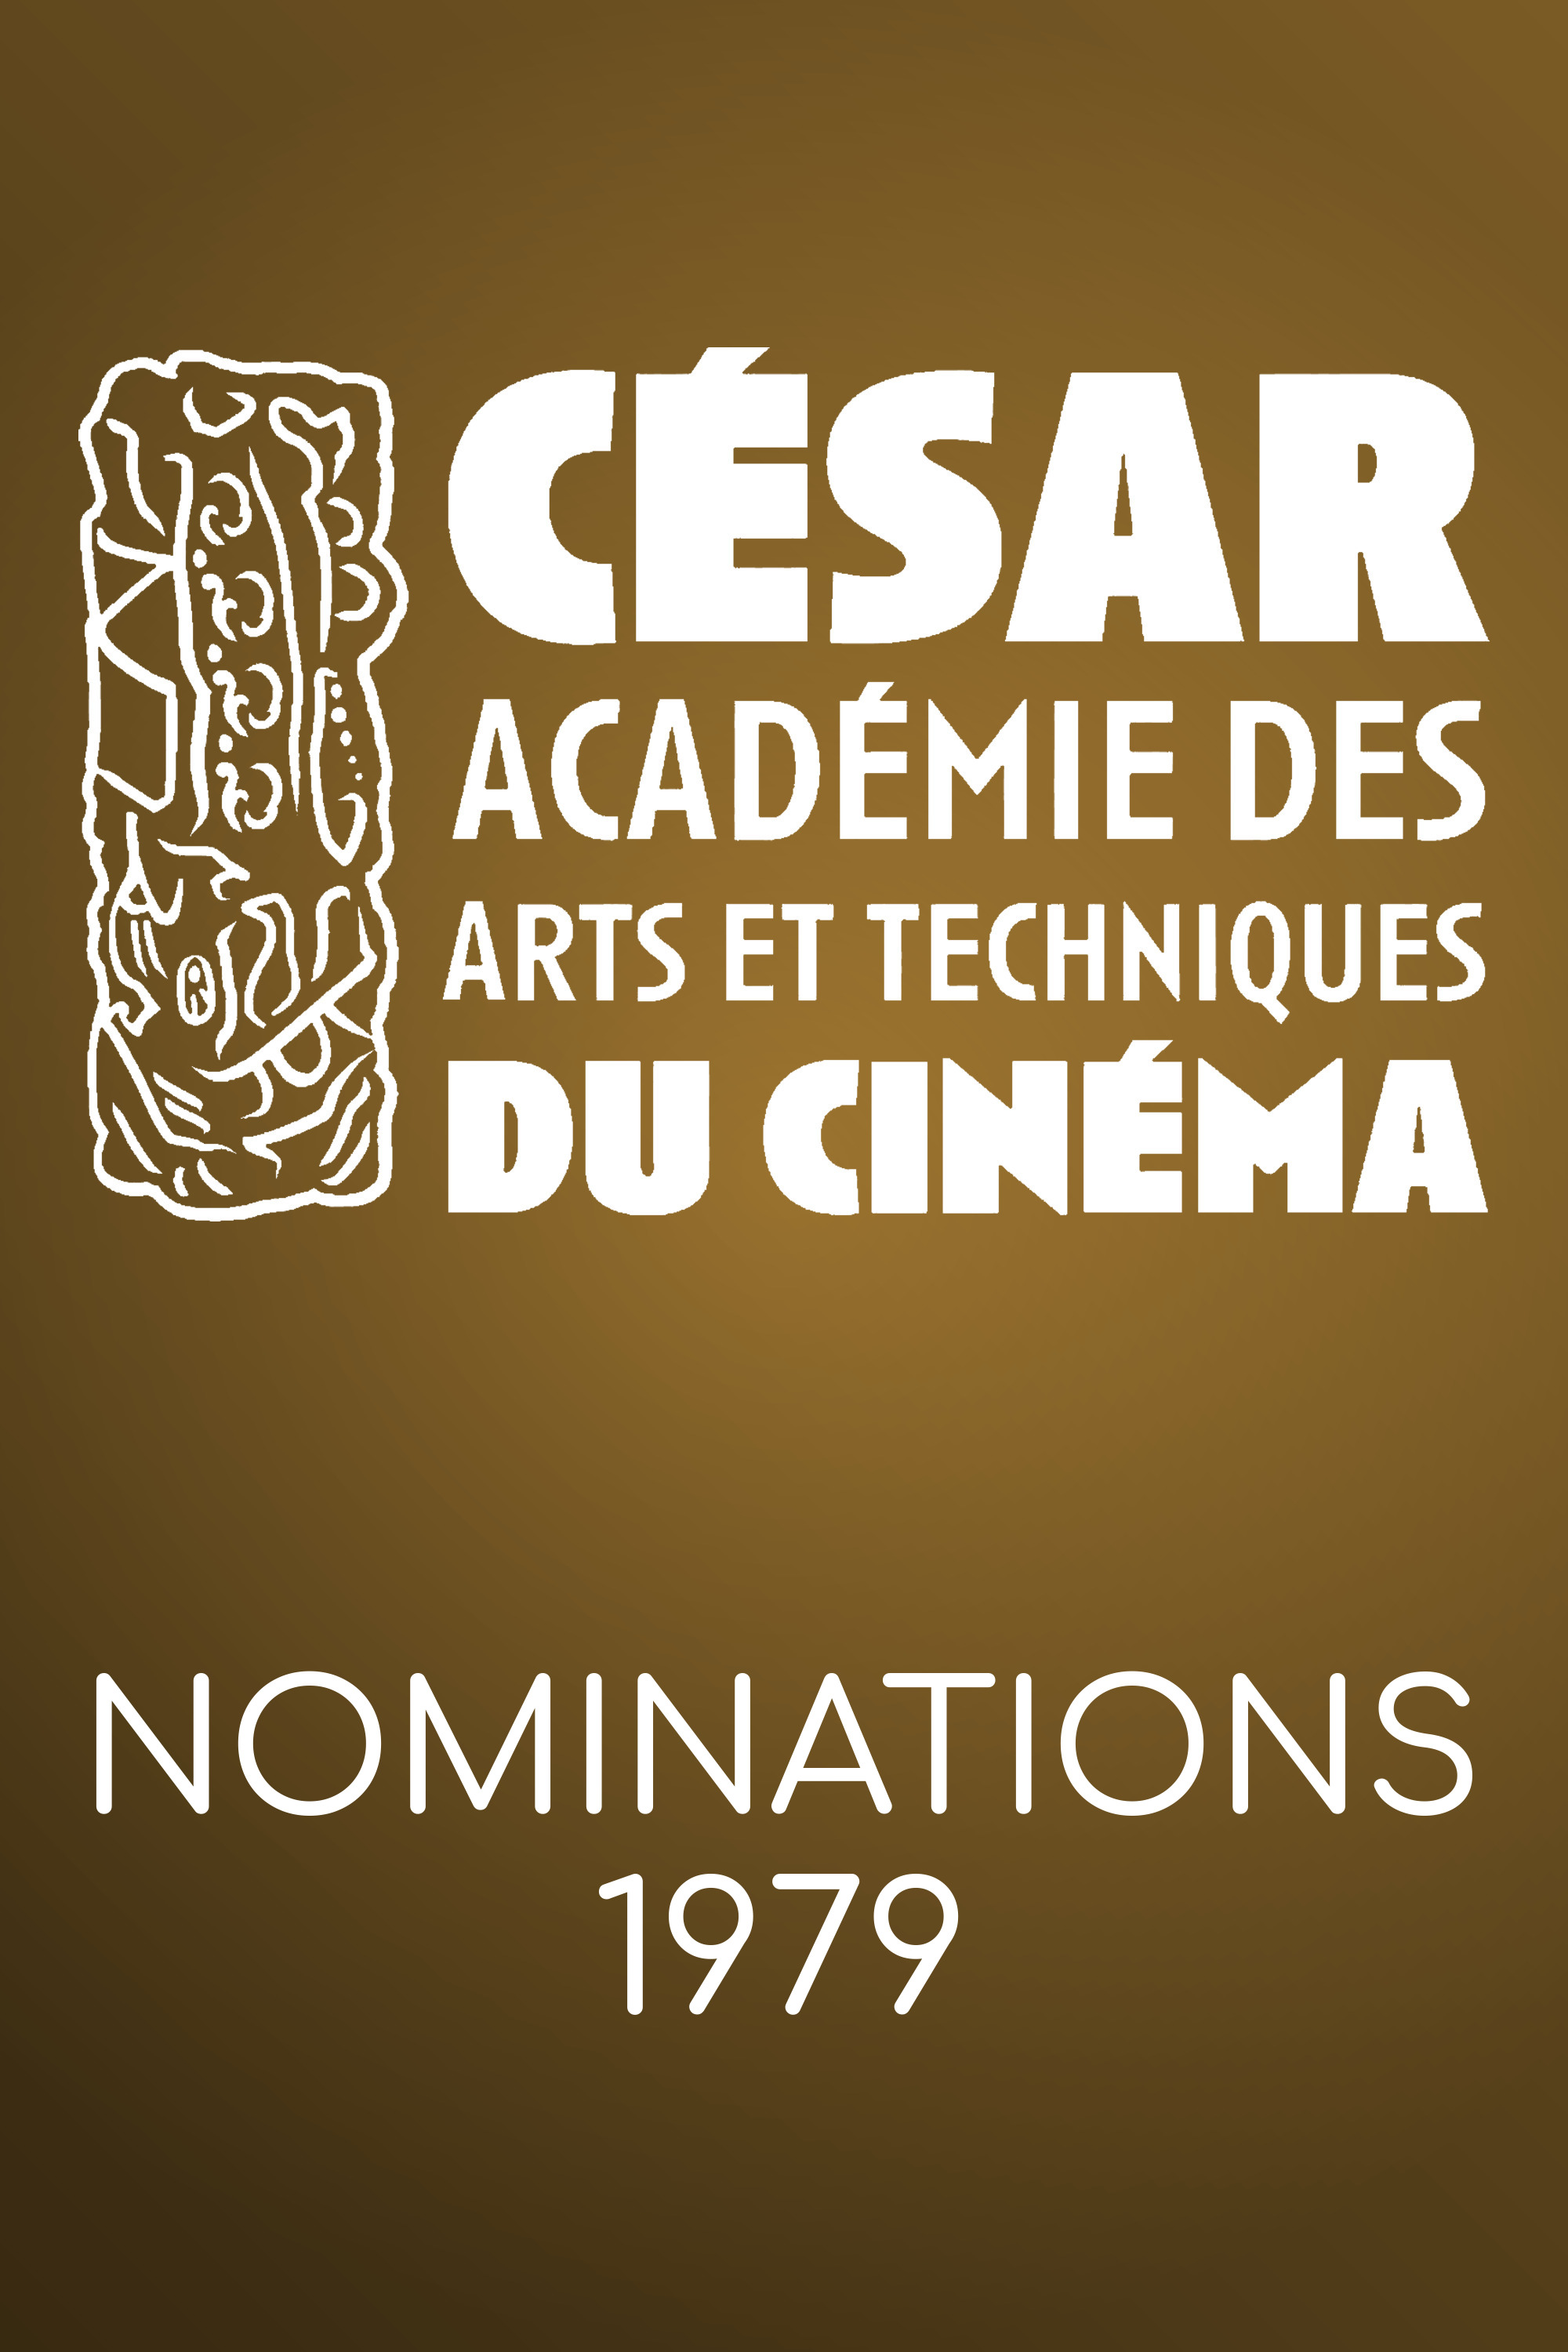 CÉSAR
ACADÉMIE DES
ARTS ET TECHNIQUES
DU CINÉMA
NOMINATIONS
1979